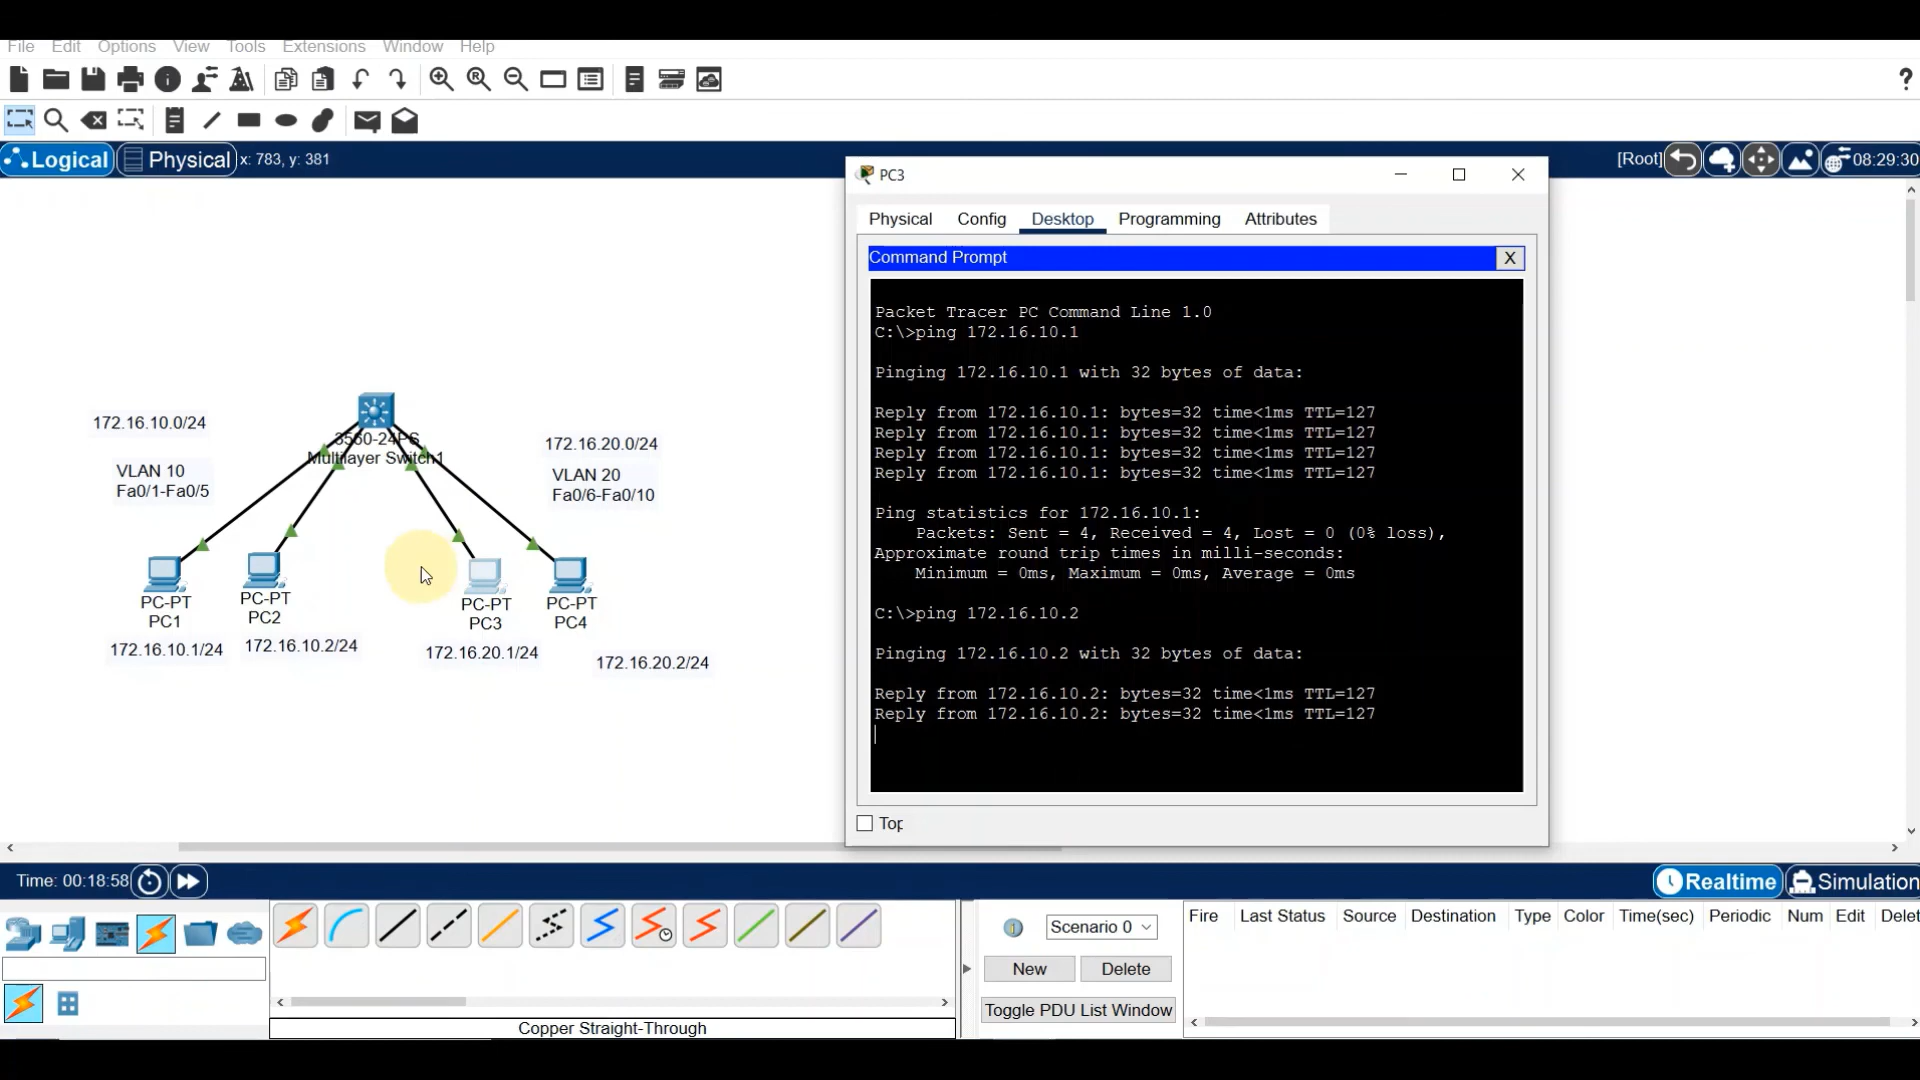 File Edit Options View Tools Extensions Window Help
?
Logical Physical x: 783, y: 381
[Root] 08:29:30
PC3
Physical Config Desktop Programming Attributes
Command Prompt X
Packet Tracer PC Command Line 1.0
C:\>ping 172.16.10.1
Pinging 172.16.10.1 with 32 bytes of data:
Reply from 172.16.10.1: bytes=32 time<1ms TTL=127
Reply from 172.16.10.1: bytes=32 time<1ms TTL=127
Reply from 172.16.10.1: bytes=32 time<1ms TTL=127
Reply from 172.16.10.1: bytes=32 time<1ms TTL=127
Ping statistics for 172.16.10.1:
Packets: Sent = 4, Received = 4, Lost = 0 (0% loss),
Approximate round trip times in milli-seconds:
Minimum = 0ms, Maximum = 0ms, Average = 0ms
C:\>ping 172.16.10.2
Pinging 172.16.10.2 with 32 bytes of data:
Reply from 172.16.10.2: bytes=32 time<1ms TTL=127
Reply from 172.16.10.2: bytes=32 time<1ms TTL=127
Top
172.16.10.0/24
VLAN 10
Fa0/1-Fa0/5
3560-24PS
Multilayer Switch1
172.16.20.0/24
VLAN 20
Fa0/6-Fa0/10
PC-PT
PC1
172.16.10.1/24
PC-PT
PC2
172.16.10.2/24
PC-PT
PC3
172.16.20.1/24
PC-PT
PC4
172.16.20.2/24
Time: 00:18:58
Realtime Simulation
Copper Straight-Through
Scenario 0
New Delete
Toggle PDU List Window
Fire Last Status Source Destination Type Color Time(sec) Periodic Num Edit Delet